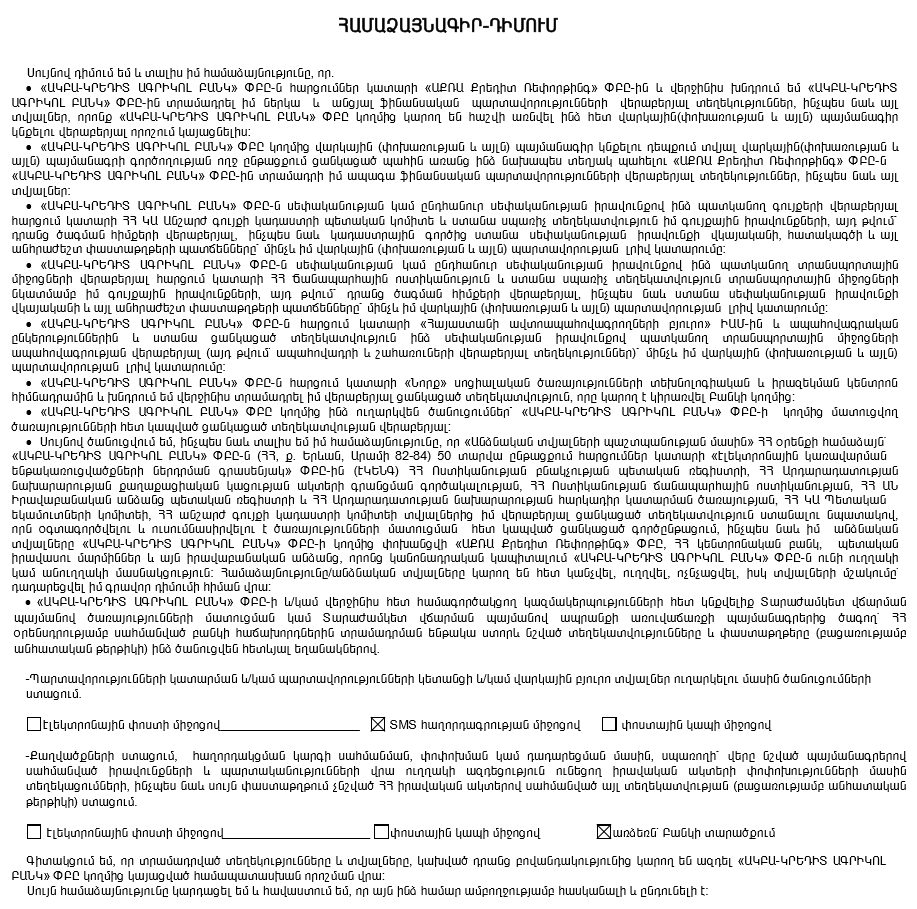 ՀԱՄԱՁԱՅՆԱԳԻՐ-ԴԻՄՈՒՄ
Սույնով դիմում եմ և տալիս իմ համաձայնությունը, որ.
● «ԱԿԲԱ-ԿՐԵԴԻՏ ԱԳՐԻԿՈԼ ԲԱՆԿ» ՓԲԸ-ն հարցումներ կատարի «ԱՔՌԱ Քրեդիտ Ռեփորթինգ» ՓԲԸ-ին և վերջինիս խնդրում եմ «ԱԿԲԱ-ԿՐԵԴԻՏ
ԱԳՐԻԿՈԼ ԲԱՆԿ» ՓԲԸ-ին տրամադրել իմ ներկա և անցյալ ֆինանսական պարտավորությունների վերաբերյալ տեղեկություններ, ինչպես նաև այլ
տվյալներ, որոնք «ԱԿԲԱ-ԿՐԵԴԻՏ ԱԳՐԻԿՈԼ ԲԱՆԿ» ՓԲԸ կողմից կարող են հաշվի առնվել ինձ հետ վարկային(փոխառության և այլն) պայմանագիր
կնքելու վերաբերյալ որոշում կայացնելիս:
● «ԱԿԲԱ-ԿՐԵԴԻՏ ԱԳՐԻԿՈԼ ԲԱՆԿ» ՓԲԸ կողմից վարկային (փոխառության և այլն) պայմանագիր կնքելու դեպքում տվյալ վարկային(փոխառության և
այլն) պայմանագրի գործողության ողջ ընթացքում ցանկացած պահին առանց ինձ նախապես տեղյակ պահելու «ԱՔՌԱ Քրեդիտ Ռեփորթինգ» ՓԲԸ-ն
«ԱԿԲԱ-ԿՐԵԴԻՏ ԱԳՐԻԿՈԼ ԲԱՆԿ» ՓԲԸ-ին տրամադրի իմ ապագա ֆինանսական պարտավորությունների վերաբերյալ տեղեկություններ, ինչպես նաև այլ
տվյալներ:
● «ԱԿԲԱ-ԿՐԵԴԻՏ ԱԳՐԻԿՈԼ ԲԱՆԿ» ՓԲԸ-ն սեփականության կամ ընդհանուր սեփականության իրավունքով ինձ պատկանող գույքերի վերաբերյալ
հարցում կատարի ՀՀ ԿԱ Անշարժ գույքի կադաստրի պետական կոմիտե և ստանա սպառիչ տեղեկատվություն իմ գույքային իրավունքների, այդ թվում՝
դրանց ծագման հիմքերի վերաբերյալ, ինչպես նաև կադաստրային գործից ստանա սեփականության իրավունքի վկայականի, հատակագծի և այլ
անհրաժեշտ փաստաթղթերի պատճենները՝ մինչև իմ վարկային (փոխառության և այլն) պարտավորության լրիվ կատարումը:
● «ԱԿԲԱ-ԿՐԵԴԻՏ ԱԳՐԻԿՈԼ ԲԱՆԿ» ՓԲԸ-ն սեփականության կամ ընդհանուր սեփականության իրավունքով ինձ պատկանող տրանսպորտային
միջոցների վերաբերյալ հարցում կատարի ՀՀ Ճանապարհային ոստիկանություն և ստանա սպառիչ տեղեկատվություն տրանսպորտային միջոցների
նկատմամբ իմ գույքային իրավունքների, այդ թվում՝ դրանց ծագման հիմքերի վերաբերյալ, ինչպես նաև ստանա սեփականության իրավունքի
վկայականի և այլ անհրաժեշտ փաստաթղթերի պատճենները՝ մինչև իմ վարկային (փոխառության և այլն) պարտավորության լրիվ կատարումը:
● «ԱԿԲԱ-ԿՐԵԴԻՏ ԱԳՐԻԿՈԼ ԲԱՆԿ» ՓԲԸ-ն հարցում կատարի «Հայաստանի ավտոապահովագրողների բյուրո» ԻԱՄ-ին և ապահովագրական
ընկերություններին և ստանա ցանկացած տեղեկություն ինձ սեփականության իրավունքով պատկանող տրանսպորտային միջոցների
ապահովագրության վերաբերյալ (այդ թվում՝ ապահովադրի և շահառուների վերաբերյալ տեղեկություններ)՝ մինչև իմ վարկային (փոխառության և այլն)
պարտավորության լրիվ կատարումը:
● «ԱԿԲԱ-ԿՐԵԴԻՏ ԱԳՐԻԿՈԼ ԲԱՆԿ» ՓԲԸ-ն հարցում կատարի «Նորք» սոցիալական ծառայությունների տեխնոլոգիական և իրազեկման կենտրոն
հիմնադրամին և խնդրում եմ վերջինիս տրամադրել իմ վերաբերյալ ցանկացած տեղեկություն, որը կարող է կիրառվել Բանկի կողմից:
● «ԱԿԲԱ-ԿՐԵԴԻՏ ԱԳՐԻԿՈԼ ԲԱՆԿ» ՓԲԸ կողմից ինձ ուղարկվեն ծանուցումներ՝ «ԱԿԲԱ-ԿՐԵԴԻՏ ԱԳՐԻԿՈԼ ԲԱՆԿ» ՓԲԸ-ի կողմից մատուցվող
ծառայությունների հետ կապված ցանկացած տեղեկատվության վերաբերյալ:
● Սույնով ծանուցվում եմ, ինչպես նաև տալիս եմ իմ համաձայնությունը, որ «Անձնական տվյալների պաշտպանության մասին» ՀՀ օրենքի համաձայն՝
«ԱԿԲԱ-ԿՐԵԴԻՏ ԱԳՐԻԿՈԼ ԲԱՆԿ» ՓԲԸ-ն (ՀՀ, ք. Երևան, Արամի 82-84) 50 տարվա ընթացքում հարցումներ կատարի «Էլեկտրոնային կառավարման
ենթակառուցվածքների ներդրման գրասենյակ» ՓԲԸ-ին (ԷԿԵՆԳ) ՀՀ Ոստիկանության բնակչության պետական ռեգիստրի, ՀՀ Արդարադատության
նախարարության քաղաքացիական կացության ակտերի գրանցման գործակալության, ՀՀ Ոստիկանության ճանապարհային ոստիկանության, ՀՀ ԱՆ
Իրավաբանական անձանց պետական ռեգիստրի և ՀՀ Արդարադատության նախարարության հարկադիր կատարման ծառայության, ՀՀ ԿԱ Պետական
եկամուտների կոմիտեի, ՀՀ անշարժ գույքի կադաստրի կոմիտեի տվյալներից իմ վերաբերյալ ցանկացած տեղեկատվություն ստանալու նպատակով,
որն օգտագործվելու և ուսումնասիրվելու է ծառայությունների մատուցման հետ կապված ցանկացած գործընթացում, ինչպես նաև իմ անձնական
տվյալները «ԱԿԲԱ-ԿՐԵԴԻՏ ԱԳՐԻԿՈԼ ԲԱՆԿ» ՓԲԸ-ի կողմից փոխանցվի «ԱՔՌԱ Քրեդիտ Ռեփորթինգ» ՓԲԸ, ՀՀ կենտրոնական բանկ, պետական
իրավասու մարմիններ և այն իրավաբանական անձանց, որոնց կանոնադրական կապիտալում «ԱԿԲԱ-ԿՐԵԴԻՏ ԱԳՐԻԿՈԼ ԲԱՆԿ» ՓԲԸ-ն ունի ուղղակի
կամ անուղղակի մասնակցություն: Համաձայնությունը/անձնական տվյալները կարող են հետ կանչվել, ուղղվել, ոչնչացվել, իսկ տվյալների մշակումը՝
դադարեցվել իմ գրավոր դիմումի հիման վրա:
● «ԱԿԲԱ-ԿՐԵԴԻՏ ԱԳՐԻԿՈԼ ԲԱՆԿ» ՓԲԸ-ի և/կամ վերջինիս հետ համագործակցող կազմակերպությունների հետ կնքվելիք Տարաժամկետ վճարման
պայմանով ծառայությունների մատուցման կամ Տարաժամկետ վճարման պայմանով ապրանքի առուվաճառքի պայմանագրերից ծագող՝ ՀՀ
օրենսդրությամբ սահմանված բանկի հաճախորդներին տրամադրման ենթակա ստորև նշված տեղեկատվությունները և փաստաթղթերը (բացառությամբ
անհատական թերթիկի) ինձ ծանուցվեն հետևյալ եղանակներով.
-Պարտավորությունների կատարման և/կամ պարտավորությունների կետանցի և/կամ վարկային բյուրո տվյալներ ուղարկելու մասին ծանուցումների
ստացում.
☐էլեկտրոնային փոստի միջոցով____________________ ☒ SMS հաղորդագրության միջոցով ☐ փոստային կապի միջոցով
-Քաղվածքների ստացում, հաղորդակցման կարգի սահմանման, փոփոխման կամ դադարեցման մասին, սպառողի՝ վերը նշված պայմանագրերով
սահմանված իրավունքների և պարտականությունների վրա ուղղակի ազդեցություն ունեցող իրավական ակտերի փոփոխությունների մասին
տեղեկացումների, ինչպես նաև սույն փաստաթղթում չնշված ՀՀ իրավական ակտերով սահմանված այլ տեղեկատվության (բացառությամբ անհատական
թերթիկի) ստացում.
☐ էլեկտրոնային փոստի միջոցով____________________ ☐փոստային կապի միջոցով ☒առձեռն՝ Բանկի տարածքում
Գիտակցում եմ, որ տրամադրված տեղեկությունները և տվյալները, կախված դրանց բովանդակությունից կարող են ազդել «ԱԿԲԱ-ԿՐԵԴԻՏ ԱԳՐԻԿՈԼ
ԲԱՆԿ» ՓԲԸ կողմից կայացված համապատասխան որոշման վրա:
Սույն համաձայնությունը կարդացել եմ և հավաստում եմ, որ այն ինձ համար ամբողջությամբ հասկանալի և ընդունելի է: